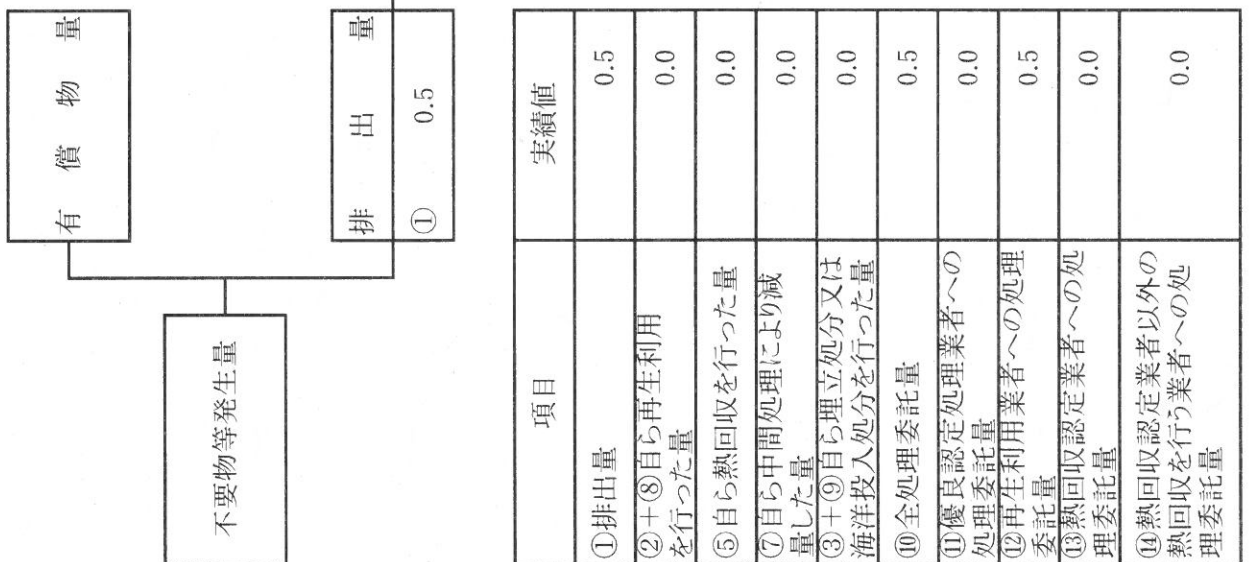 有償物量
不要物等発生量
排出量
① 0.5
項目 実績値
①排出量 0.5
②+⑧自ら再生利用
を行った量 0.0
⑤自ら熱回収を行った量 0.0
⑦自ら中間処理により減
量した量 0.0
③+⑨自ら埋立処分又は
海洋投入処分を行った量 0.0
⑩全処理委託量 0.5
⑪優良認定処理業者への
処理委託量 0.0
⑫再生利用業者への処理
委託量 0.5
⑬熱回収認定業者への処
理委託量 0.0
⑭熱回収認定業者以外の
熱回収を行う業者への処
理委託量 0.0